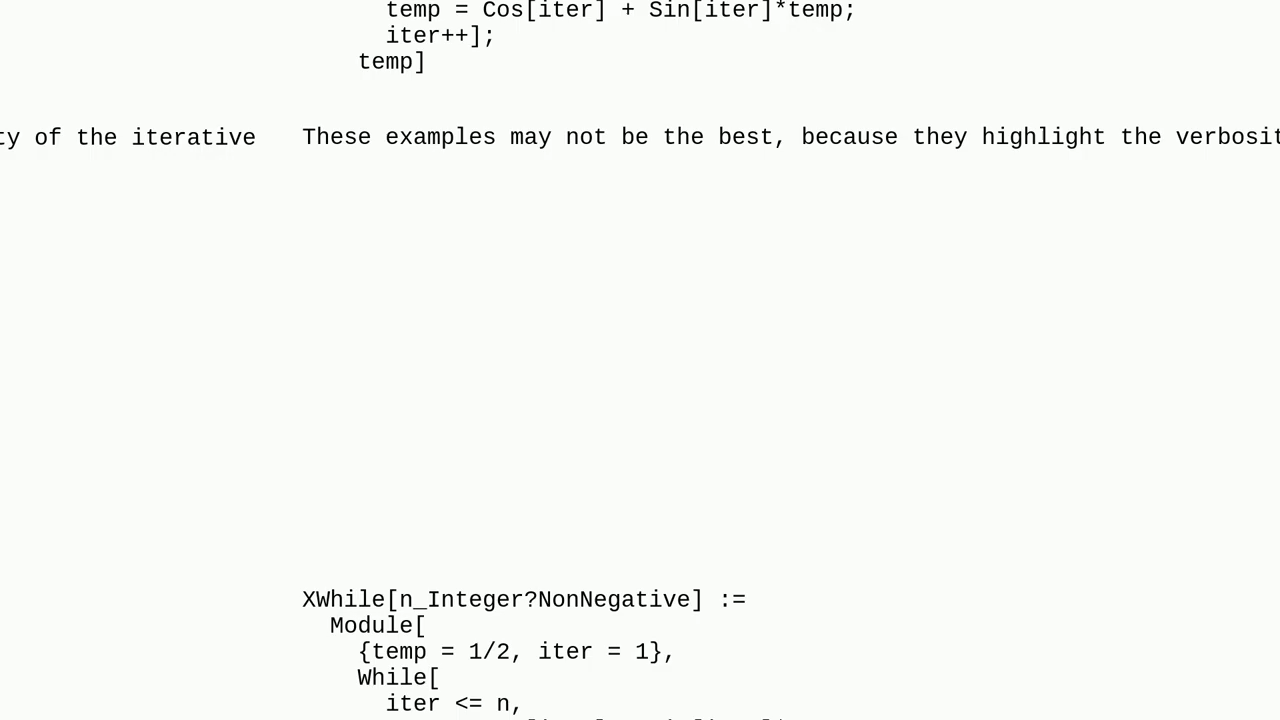 temp = Cos[iter] + Sin[iter]*temp;
iter++];
temp]
ty of the iterative These examples may not be the best, because they highlight the verbosit
XWhile[n_Integer?NonNegative] :=
Module[
{temp = 1/2, iter = 1},
While[
iter <= n,